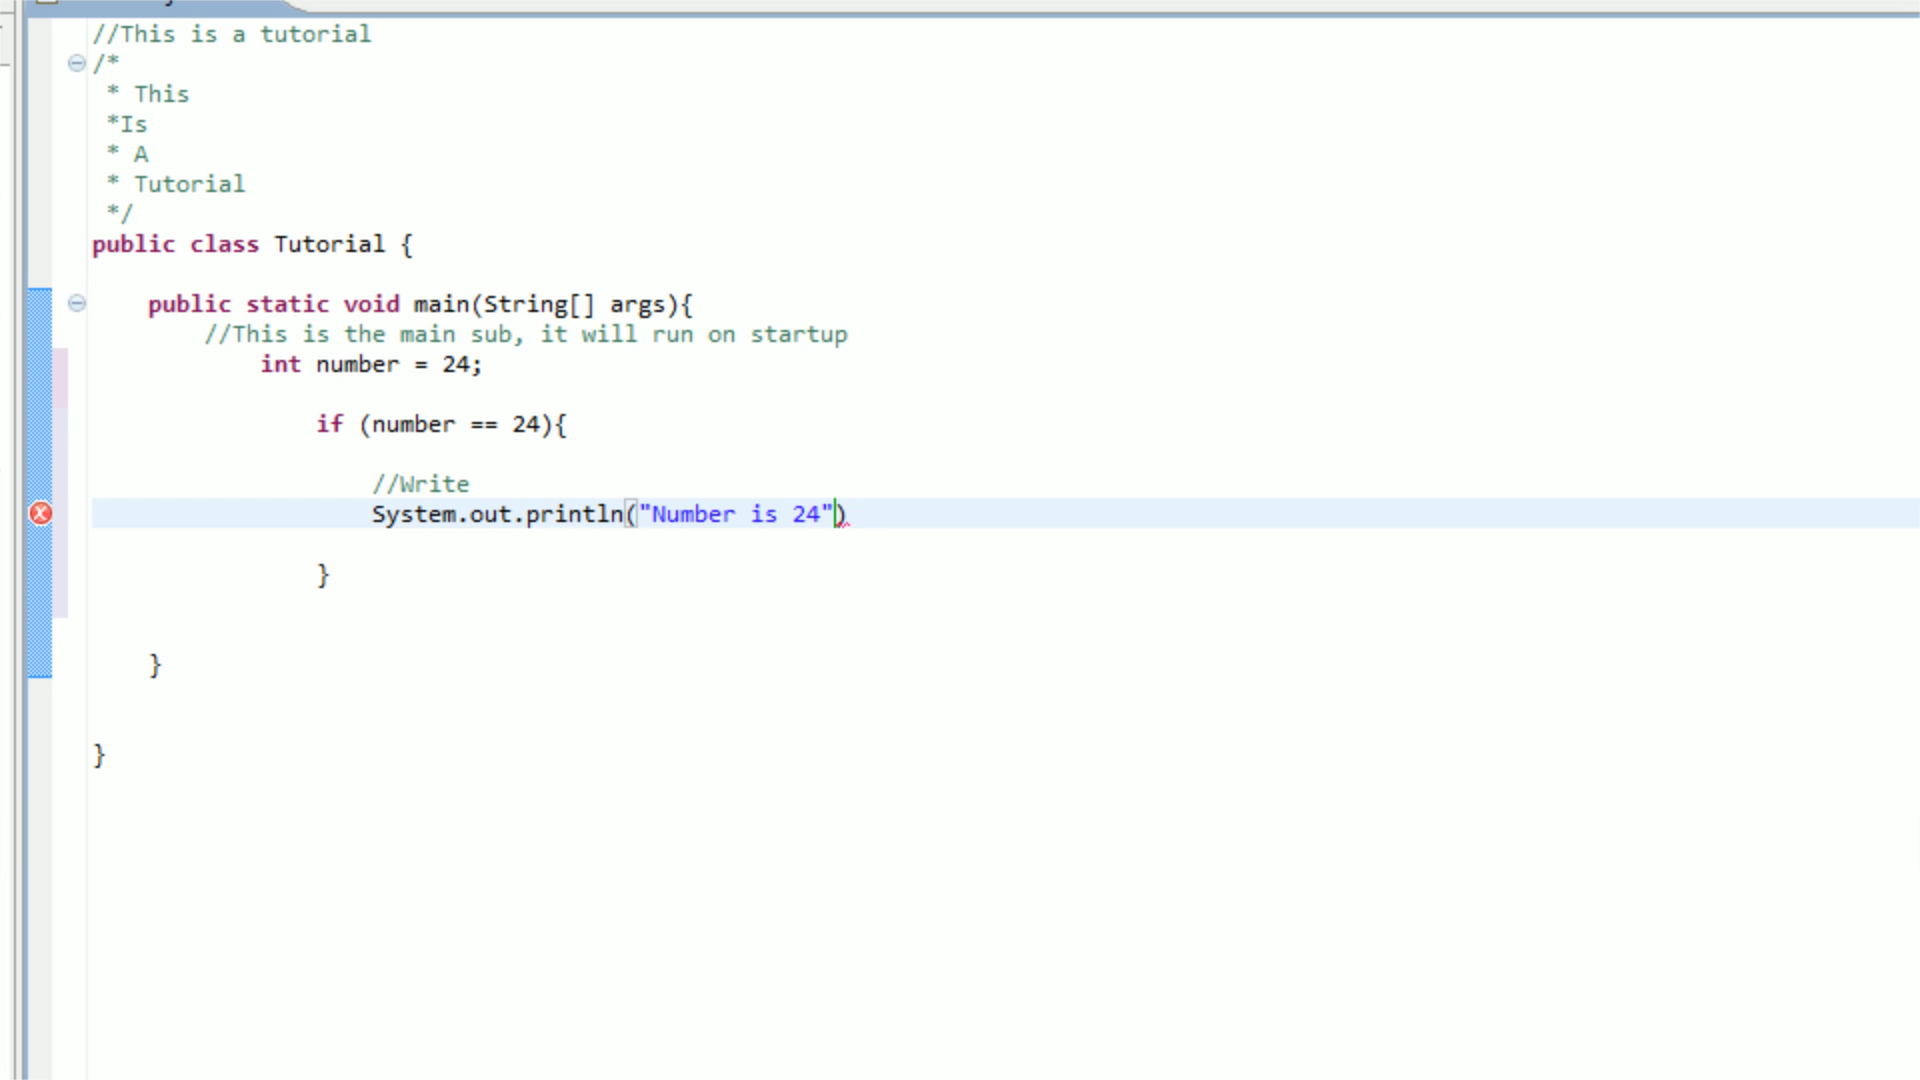 //This is a tutorial
/*
* This
*Is
* A
* Tutorial
*/
public class Tutorial {
public static void main(String[] args){
//This is the main sub, it will run on startup
int number = 24;
if (number == 24){
//Write
System.out.println("Number is 24")
}
}
}